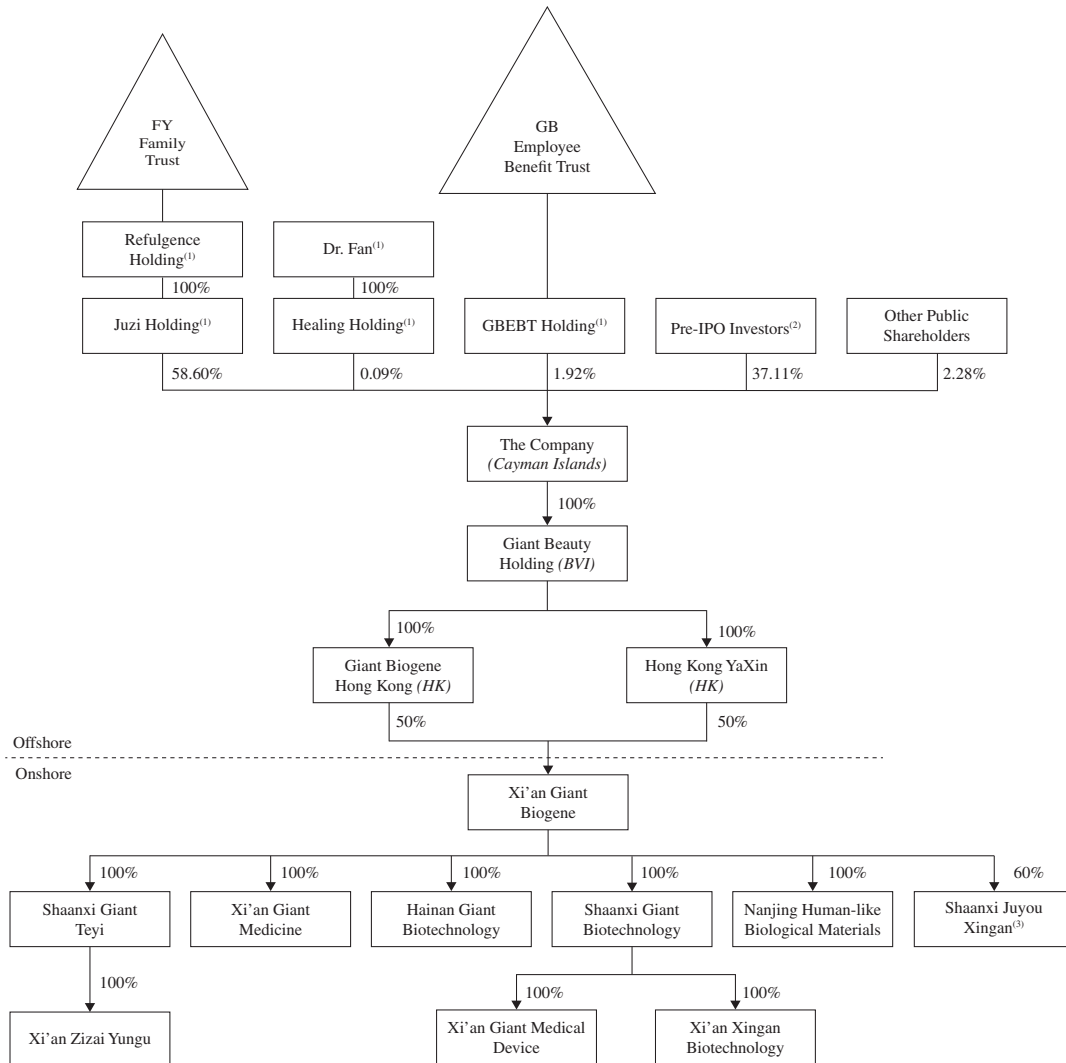 FY
Family
Trust
GB
Employee
Benefit Trust
Refulgence
Holding(1)
Dr. Fan(1)
100%
100%
Juzi Holding(1)
Healing Holding(1)
GBEBT Holding(1)
Pre-IPO Investors(2)
Other Public
Shareholders
58.60%
0.09%
1.92%
37.11%
2.28%
The Company
(Cayman Islands)
100%
Giant Beauty
Holding (BVI)
100%
100%
Giant Biogene
Hong Kong (HK)
Hong Kong YaXin
(HK)
50%
50%
Offshore
Onshore
Xi’an Giant
Biogene
100%
100%
100%
100%
100%
60%
Shaanxi Giant
Teyi
Xi’an Giant
Medicine
Hainan Giant
Biotechnology
Shaanxi Giant
Biotechnology
Nanjing Human-like
Biological Materials
Shaanxi Juyou
Xingan(3)
100%
100%
100%
Xi’an Zizai Yungu
Xi’an Giant Medical
Device
Xi’an Xingan
Biotechnology